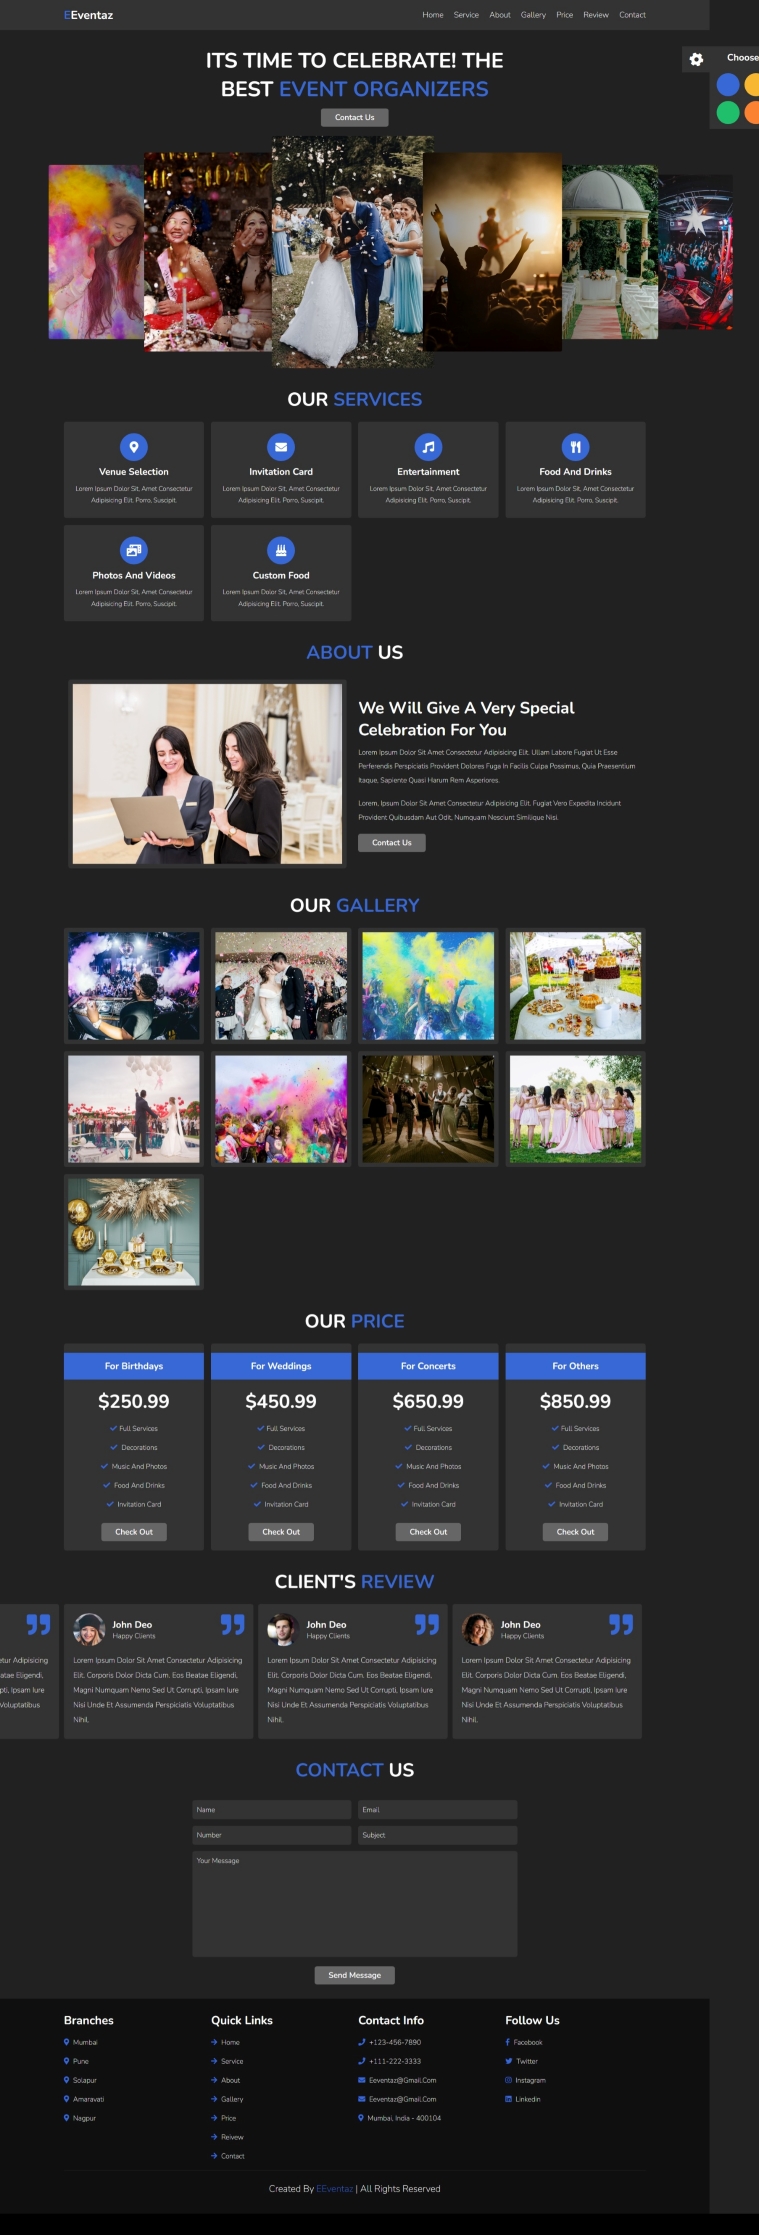 EEventaz
Home Service About Gallery Price Review Contact
ITS TIME TO CELEBRATE! THE
BEST EVENT ORGANIZERS
Contact Us
Choose
OUR SERVICES
Venue Selection
Lorem Ipsum Dolor Sit, Amet Consectetur
Adipisicing Elit. Porro, Suscipit.
Invitation Card
Lorem Ipsum Dolor Sit, Amet Consectetur
Adipisicing Elit. Porro, Suscipit.
Entertainment
Lorem Ipsum Dolor Sit, Amet Consectetur
Adipisicing Elit. Porro, Suscipit.
Food And Drinks
Lorem Ipsum Dolor Sit, Amet Consectetur
Adipisicing Elit. Porro, Suscipit.
Photos And Videos
Lorem Ipsum Dolor Sit, Amet Consectetur
Adipisicing Elit. Porro, Suscipit.
Custom Food
Lorem Ipsum Dolor Sit, Amet Consectetur
Adipisicing Elit. Porro, Suscipit.
ABOUT US
We Will Give A Very Special
Celebration For You
Lorem Ipsum Dolor Sit Amet Consectetur Adipisicing Elit. Ullam Labore Fugiat Ut Esse
Perferendis Perspiciatis Provident Dolores Fuga In Facilis Culpa Possimus, Quia Praesentium
Itaque, Sapiente Quasi Harum Rem Asperiores.
Lorem, Ipsum Dolor Sit Amet Consectetur Adipisicing Elit. Fugiat Vero Expedita Incidunt
Provident Quibusdam Aut Odit, Numquam Nesciunt Similique Nisi.
Contact Us
OUR GALLERY
OUR PRICE
For Birthdays
$250.99
Full Services
Decorations
Music And Photos
Food And Drinks
Invitation Card
Check Out
For Weddings
$450.99
Full Services
Decorations
Music And Photos
Food And Drinks
Invitation Card
Check Out
For Concerts
$650.99
Full Services
Decorations
Music And Photos
Food And Drinks
Invitation Card
Check Out
For Others
$850.99
Full Services
Decorations
Music And Photos
Food And Drinks
Invitation Card
Check Out
CLIENT'S REVIEW
tur Adipisicing
atae Eligendi,
pti, Ipsam Iure
Voluptatibus
John Deo
Happy Clients
Lorem Ipsum Dolor Sit Amet Consectetur Adipisicing
Elit. Corporis Dolor Dicta Cum. Eos Beatae Eligendi,
Magni Numquam Nemo Sed Ut Corrupti, Ipsam Iure
Nisi Unde Et Assumenda Perspiciatis Voluptatibus
Nihil.
John Deo
Happy Clients
Lorem Ipsum Dolor Sit Amet Consectetur Adipisicing
Elit. Corporis Dolor Dicta Cum. Eos Beatae Eligendi,
Magni Numquam Nemo Sed Ut Corrupti, Ipsam Iure
Nisi Unde Et Assumenda Perspiciatis Voluptatibus
Nihil.
John Deo
Happy Clients
Lorem Ipsum Dolor Sit Amet Consectetur Adipisicing
Elit. Corporis Dolor Dicta Cum. Eos Beatae Eligendi,
Magni Numquam Nemo Sed Ut Corrupti, Ipsam Iure
Nisi Unde Et Assumenda Perspiciatis Voluptatibus
Nihil.
CONTACT US
Name
Email
Number
Subject
Your Message
Send Message
Branches
Mumbai
Pune
Solapur
Amaravati
Nagpur
Quick Links
Home
Service
About
Gallery
Price
Reivew
Contact
Contact Info
+123-456-7890
+111-222-3333
Eeventaz@Gmail.Com
Eeventaz@Gmail.Com
Mumbai, India - 400104
Follow Us
Facebook
Twitter
Instagram
Linkedin
Created By EEventaz | All Rights Reserved